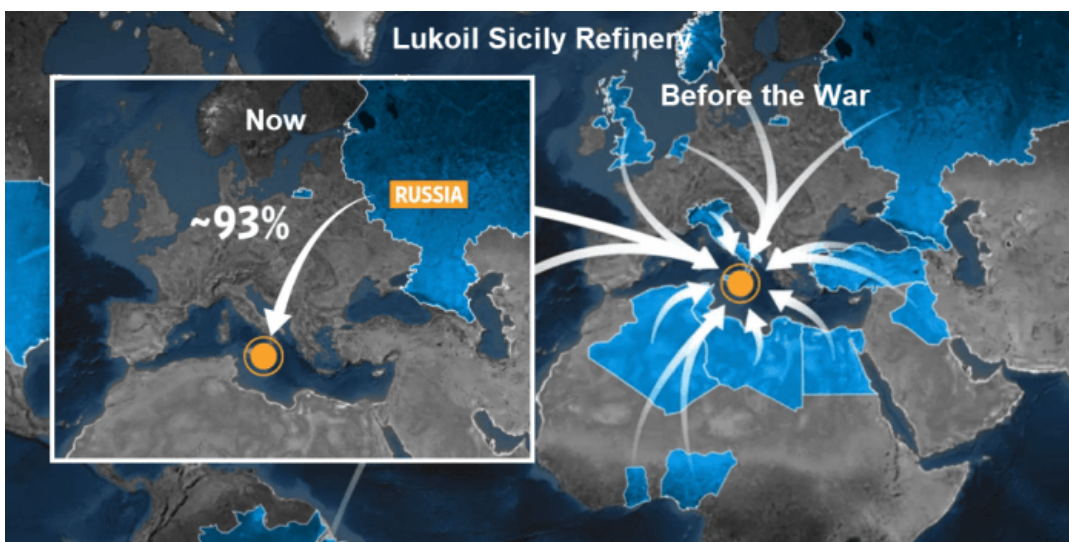 Lukoil Sicily Refinery
Before the War
Now
~93%
RUSSIA